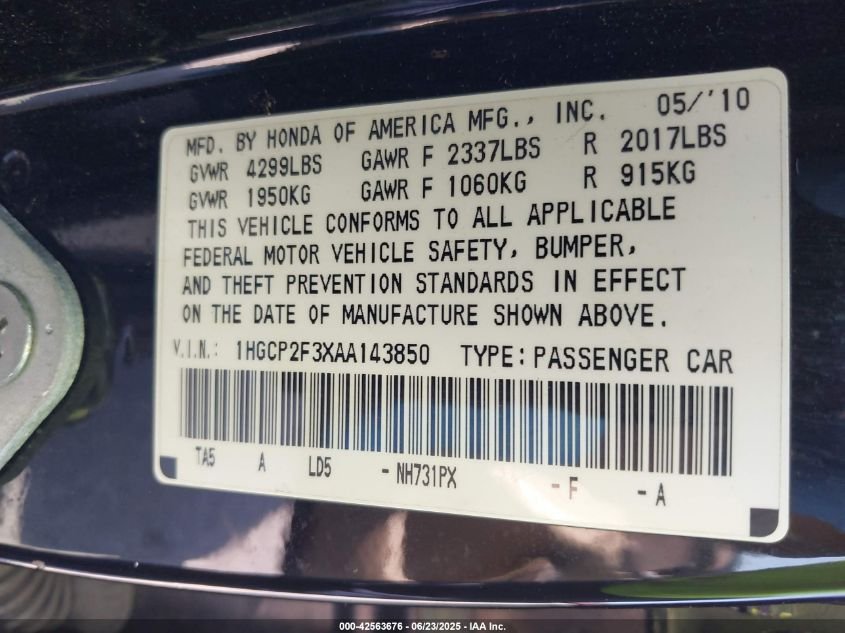 MFD. BY HONDA OF AMERICA MFG., INC. 05/'10
GVWR 4299LBS GAWR F 2337LBS R 2017LBS
GVWR 1950KG GAWR F 1060KG R 915KG
THIS VEHICLE CONFORMS TO ALL APPLICABLE
FEDERAL MOTOR VEHICLE SAFETY, BUMPER,
AND THEFT PREVENTION STANDARDS IN EFFECT
ON THE DATE OF MANUFACTURE SHOWN ABOVE.
V.I.N.: 1HGCP2F3XAA143850 TYPE:PASSENGER CAR
TA5 A LD5 -NH731PX -F -A
000-42563676 - 06/23/2025 - IAA Inc.